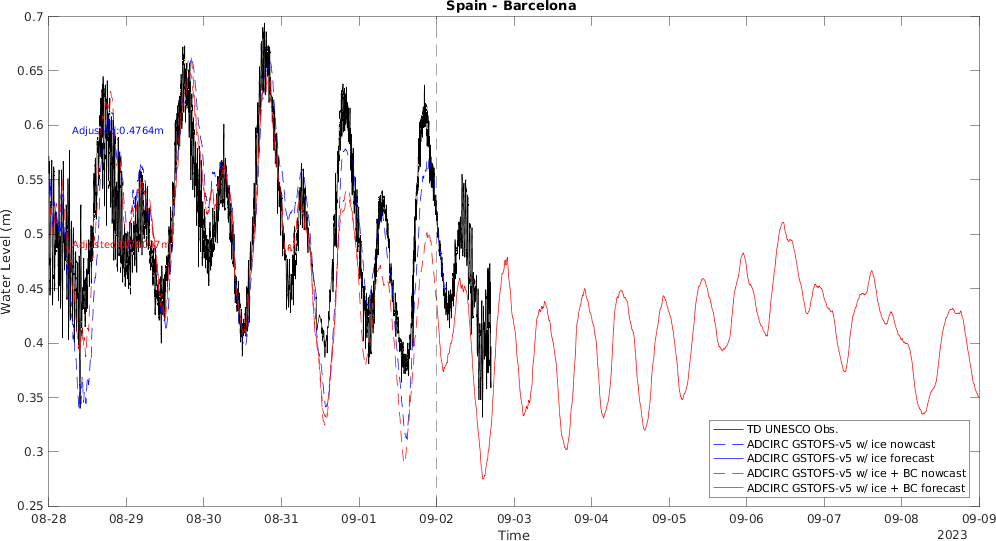 Spain - Barcelona
0.7
0.65
0.6
0.55
0.5
0.45
0.4
0.35
0.3
0.25
Water Level (m)
Adjusted:0.4764m
08-28
08-29
08-30
08-31
09-01
09-02
09-03
09-04
09-05
09-06
09-07
09-08
09-09
Time
2023
TD UNESCO Obs.
ADCIRC GSTOFS-v5 w/ ice nowcast
ADCIRC GSTOFS-v5 w/ ice forecast
ADCIRC GSTOFS-v5 w/ ice + BC nowcast
ADCIRC GSTOFS-v5 w/ ice + BC forecast